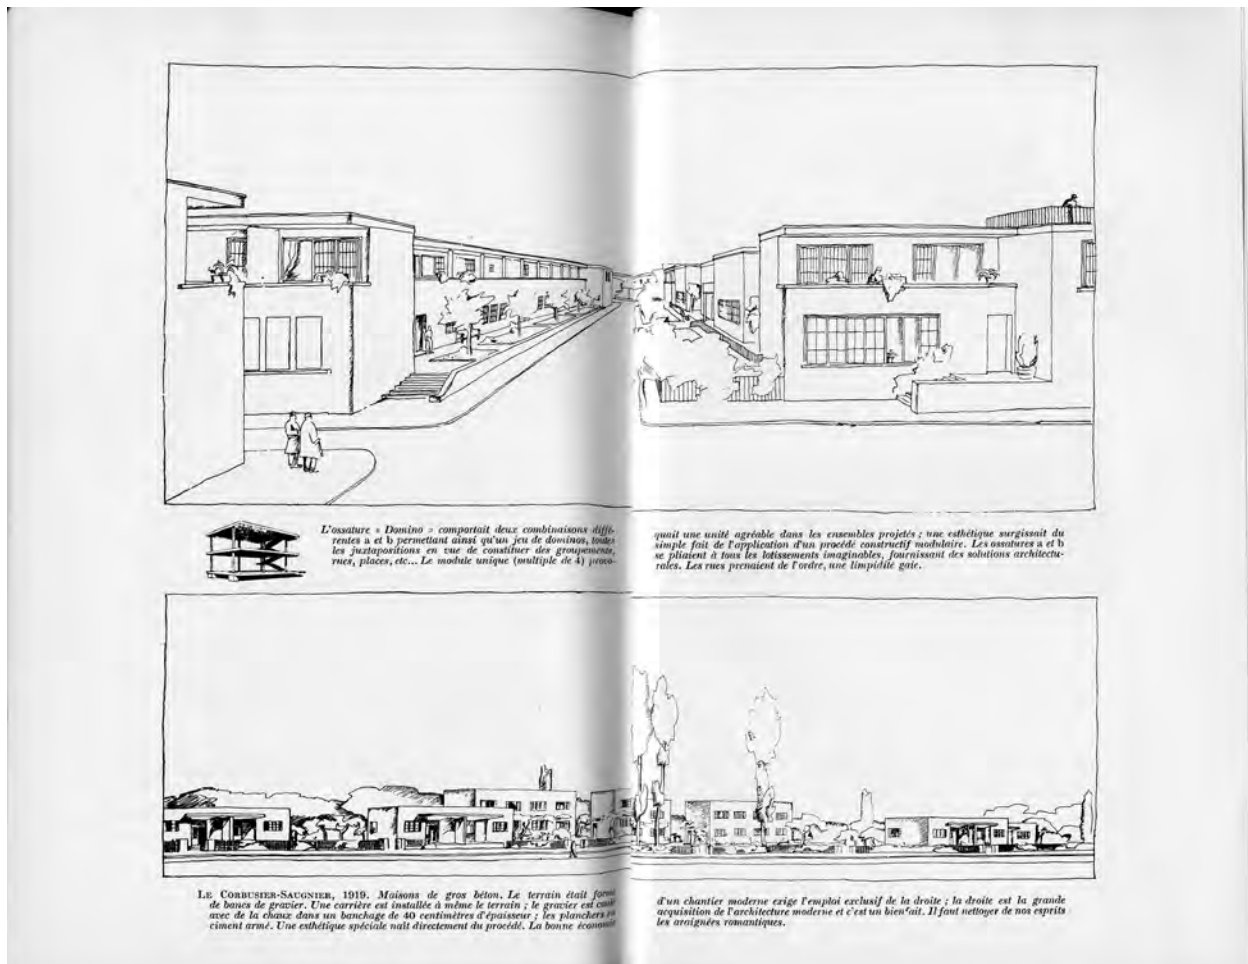 L'ossature « Domino » comportait deux combinaisons diffé-
rentes a et b permettant ainsi qu'un jeu de dominos, toutes
les juxtapositions en vue de constituer des groupements,
rues, places, etc... Le module unique (multiple de 4) provo-
quait une unité agréable dans les ensembles projetés ; une esthétique surgissait du
simple fait de l'application d'un procédé constructif modulaire. Les ossatures a et b
se pliaient à tous les lotissements imaginables, fournissant des solutions architectu-
rales. Les rues prenaient de l'ordre, une limpidité gaie.
LE CORBUSIER-SAUGNIER, 1919. Maisons de gros béton. Le terrain était formé
de bancs de gravier. Une carrière est installée à même le terrain ; le gravier est coulé
avec de la chaux dans un banchage de 40 centimètres d'épaisseur ; les planchers en
ciment armé. Une esthétique spéciale naît directement du procédé. La bonne économie
d'un chantier moderne exige l'emploi exclusif de la droite ; la droite est la grande
acquisition de l'architecture moderne et c'est un bienfait. Il faut nettoyer de nos esprits
les araignées romantiques.